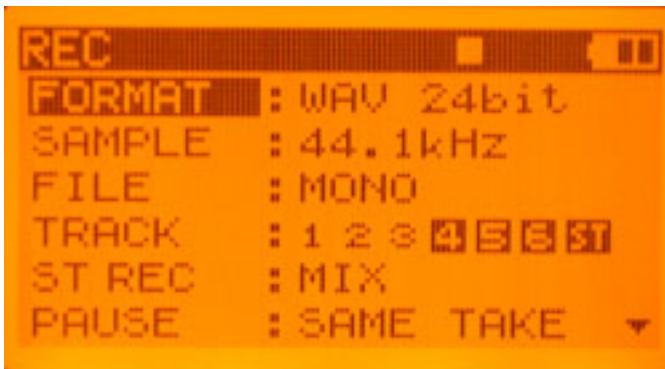 REC
FORMAT : WAV 24bit
SAMPLE : 44.1kHz
FILE : MONO
TRACK : 1 2 3 4 5 6 ST
ST REC : MIX
PAUSE : SAME TAKE